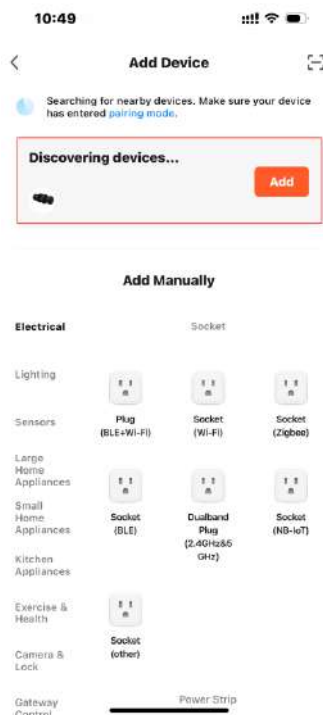 10:49
Add Device
Searching for nearby devices. Make sure your device
has entered pairing mode.
Discovering devices...
Add
Add Manually
Electrical
Socket
Lighting
Sensors
Large
Home
Appliances
Small
Home
Appliances
Kitchen
Appliances
Exercise &
Health
Camera &
Lock
Gateway
Control
Plug
(BLE+Wi-Fi)
Socket
(Wi-Fi)
Socket
(Zigbee)
Socket
(BLE)
Dualband
Plug
(2.4GHz&5
GHz)
Socket
(NB-IoT)
Socket
(other)
Power Strip